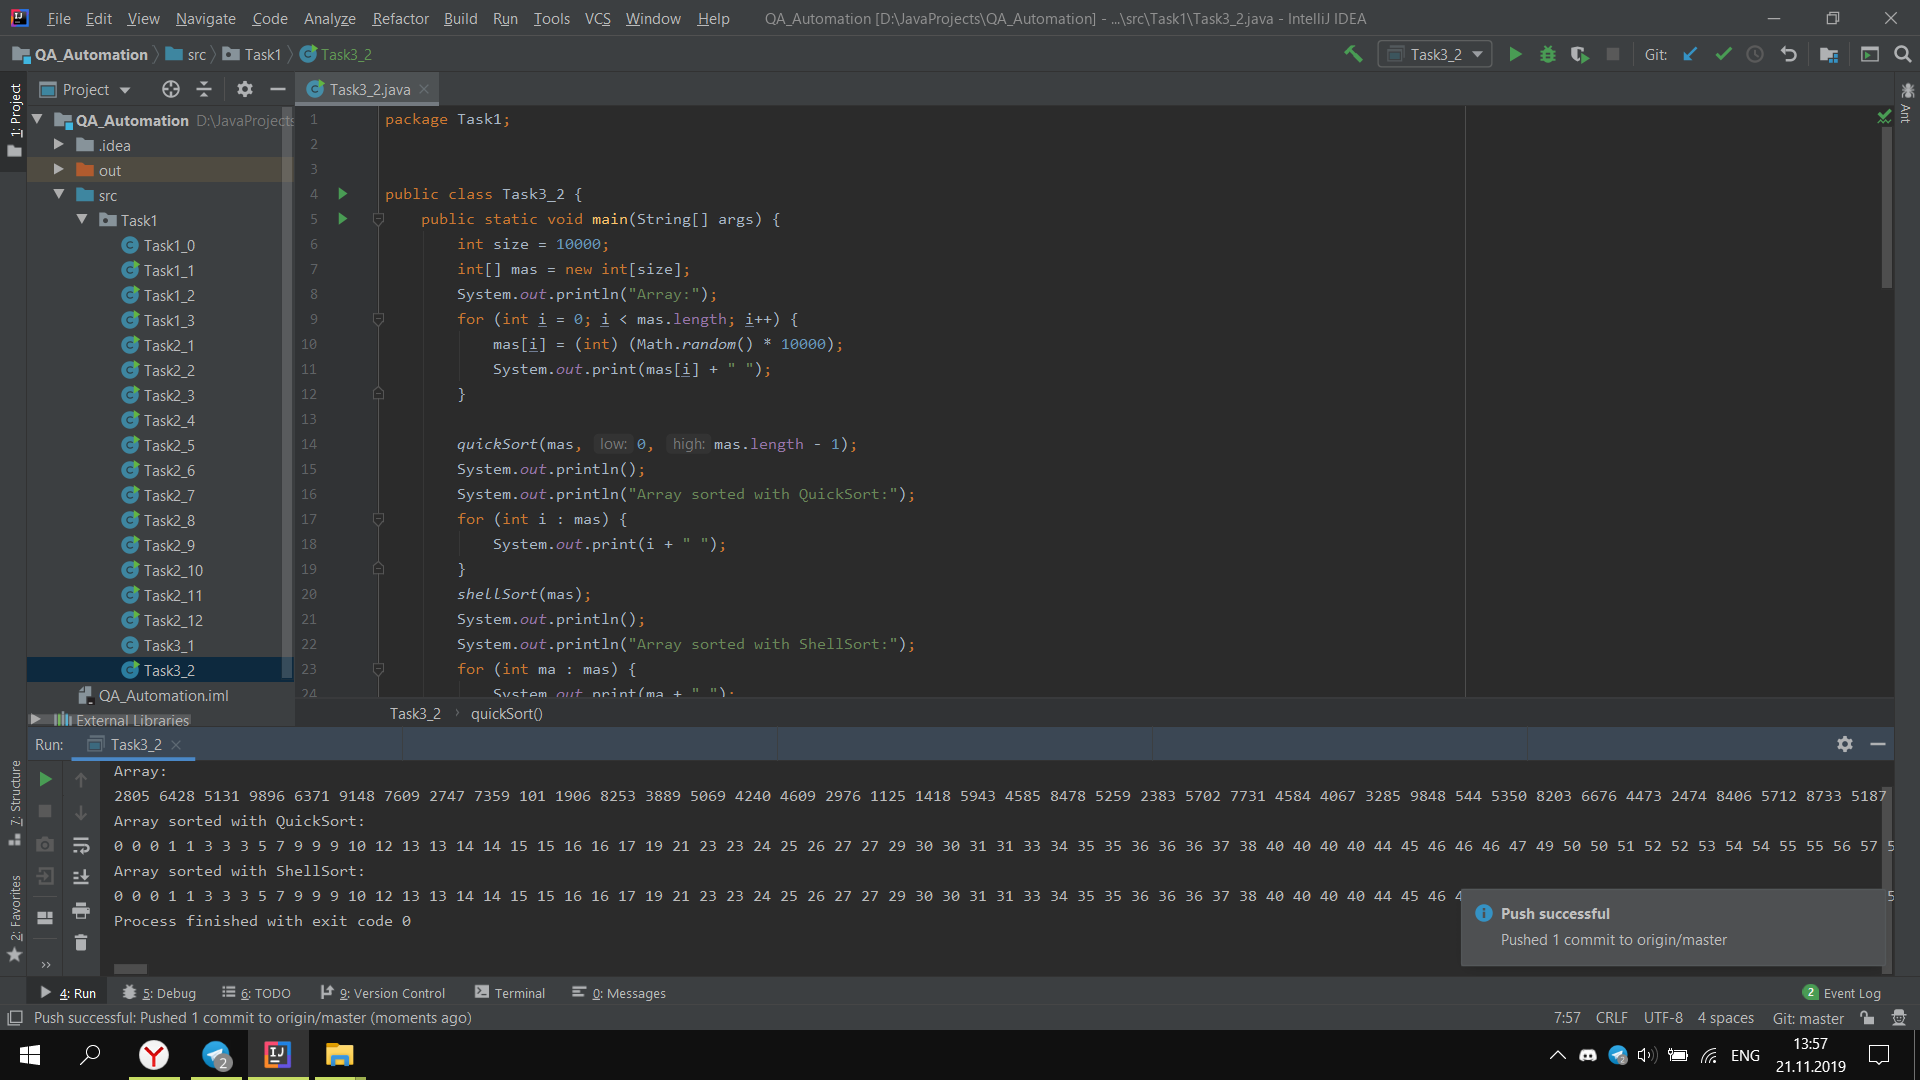 File Edit View Navigate Code Analyze Refactor Build Run Tools VCS Window Help QA_Automation [D:\JavaProjects\QA_Automation] - ...\src\Task1\Task3_2.java - IntelliJ IDEA
QA_Automation src Task1 Task3_2 Task3_2 Git:
Project Task3_2.java
1: Project
Ant
QA_Automation D:\JavaProjects
.idea
out
src
Task1
Task1_0
Task1_1
Task1_2
Task1_3
Task2_1
Task2_2
Task2_3
Task2_4
Task2_5
Task2_6
Task2_7
Task2_8
Task2_9
Task2_10
Task2_11
Task2_12
Task3_1
Task3_2
QA_Automation.iml
External Libraries
1 package Task1;
2
3
4 public class Task3_2 {
5 public static void main(String[] args) {
6 int size = 10000;
7 int[] mas = new int[size];
8 System.out.println("Array:");
9 for (int i = 0; i < mas.length; i++) {
10 mas[i] = (int) (Math.random() * 10000);
11 System.out.print(mas[i] + " ");
12 }
13
14 quickSort(mas, low: 0, high: mas.length - 1);
15 System.out.println();
16 System.out.println("Array sorted with QuickSort:");
17 for (int i : mas) {
18 System.out.print(i + " ");
19 }
20 shellSort(mas);
21 System.out.println();
22 System.out.println("Array sorted with ShellSort:");
23 for (int ma : mas) {
24 System.out.print(ma + " ");
Task3_2 quickSort()
Run: Task3_2
7: Structure
2: Favorites
Array:
2805 6428 5131 9896 6371 9148 7609 2747 7359 101 1906 8253 3889 5069 4240 4609 2976 1125 1418 5943 4585 8478 5259 2383 5702 7731 4584 4067 3285 9848 544 5350 8203 6676 4473 2474 8406 5712 8733 5187
Array sorted with QuickSort:
0 0 0 1 1 3 3 3 5 7 9 9 9 10 12 13 13 14 14 15 15 16 16 17 19 21 23 23 24 25 26 27 27 29 30 30 31 31 33 34 35 35 36 36 36 37 38 40 40 40 40 44 45 46 46 46 47 49 50 50 51 52 52 53 54 54 55 55 56 57 5
Array sorted with ShellSort:
0 0 0 1 1 3 3 3 5 7 9 9 9 10 12 13 13 14 14 15 15 16 16 17 19 21 23 23 24 25 26 27 27 29 30 30 31 31 33 34 35 35 36 36 36 37 38 40 40 40 40 44 45 46 4
Process finished with exit code 0
Push successful
Pushed 1 commit to origin/master
4: Run 5: Debug 6: TODO 9: Version Control Terminal 0: Messages 2 Event Log
Push successful: Pushed 1 commit to origin/master (moments ago) 7:57 CRLF UTF-8 4 spaces Git: master
2 ENG 13:57
21.11.2019